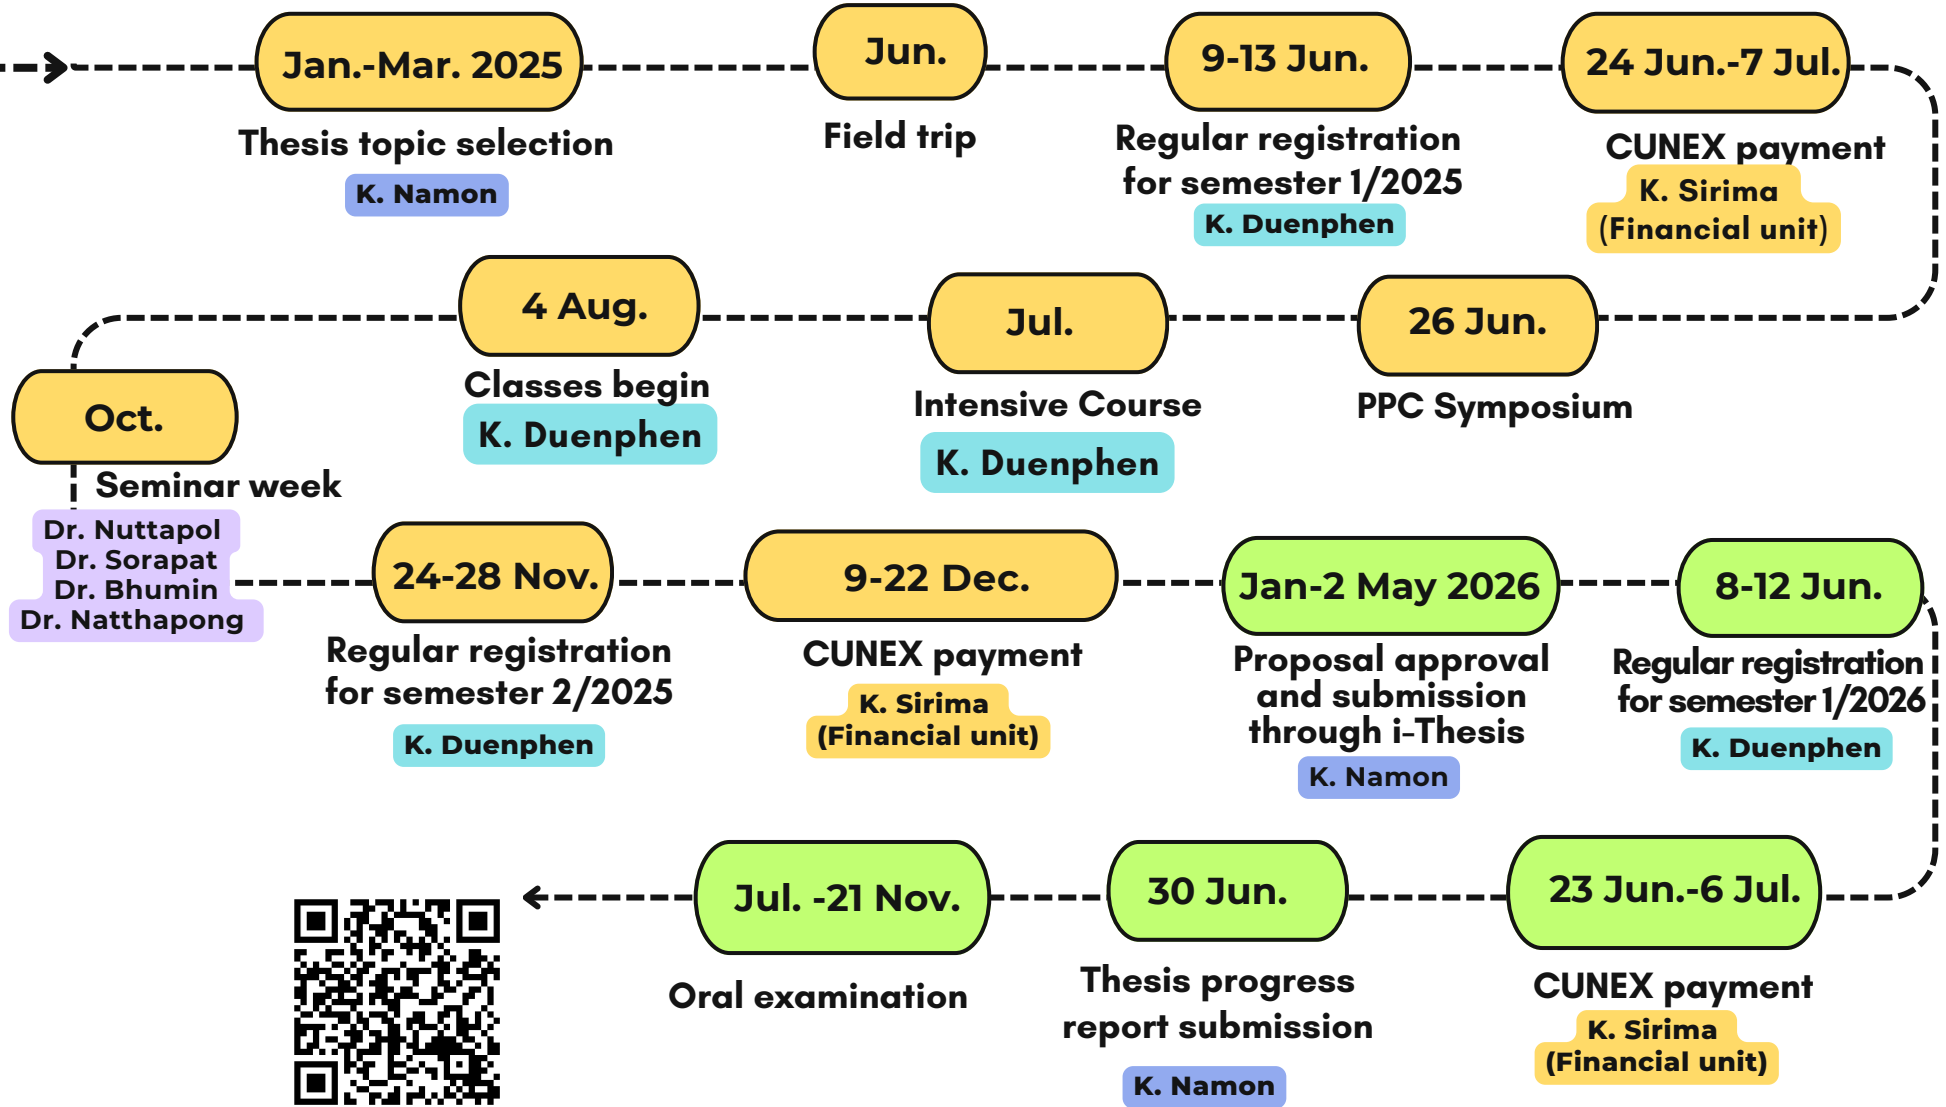 Jan.-Mar. 2025
Thesis topic selection
K. Namon
Jun.
Field trip
9-13 Jun.
Regular registration
for semester 1/2025
K. Duenphen
24 Jun.-7 Jul.
CUNEX payment
K. Sirima
(Financial unit)
26 Jun.
PPC Symposium
Jul.
Intensive Course
K. Duenphen
4 Aug.
Classes begin
K. Duenphen
Oct.
Seminar week
Dr. Nuttapol
Dr. Sorapat
Dr. Bhumin
Dr. Natthapong
24-28 Nov.
Regular registration
for semester 2/2025
K. Duenphen
9-22 Dec.
CUNEX payment
K. Sirima
(Financial unit)
Jan-2 May 2026
Proposal approval
and submission
through i-Thesis
K. Namon
8-12 Jun.
Regular registration
for semester 1/2026
K. Duenphen
23 Jun.-6 Jul.
CUNEX payment
K. Sirima
(Financial unit)
30 Jun.
Thesis progress
report submission
K. Namon
Jul. -21 Nov.
Oral examination